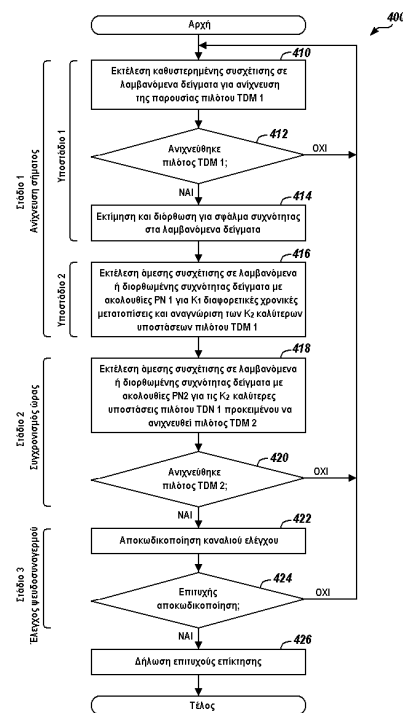 400
Αρχή
410
Εκτέλεση καθυστερημένης συσχέτισης σε
λαμβανόμενα δείγματα για ανίχνευση
της παρουσίας πιλότου TDM 1
412
Ανιχνεύθηκε
πιλότος TDM 1;
ΟΧΙ
ΝΑΙ
414
Εκτίμηση και διόρθωση για σφάλμα συχνότητας
στα λαμβανόμενα δείγματα
416
Εκτέλεση άμεσης συσχέτισης σε λαμβανόμενα
ή διορθωμένης συχνότητας δείγματα με
ακολουθίες PN 1 για K1 διαφορετικές χρονικές
μετατοπίσεις και αναγνώριση των K2 καλύτερων
υποστάσεων πιλότου TDM 1
418
Εκτέλεση άμεσης συσχέτισης σε λαμβανόμενα
ή διορθωμένης συχνότητας δείγματα με
ακολουθίες PN2 για τις K2 καλύτερες
υποστάσεις πιλότου TDN 1 προκειμένου να
ανιχνευθεί πιλότος TDM 2
420
Ανιχνεύθηκε
πιλότος TDM 2;
ΟΧΙ
ΝΑΙ
422
Αποκωδικοποίηση καναλιού ελέγχου
424
Επιτυχής
αποκωδικοποίηση;
ΟΧΙ
ΝΑΙ
426
Δήλωση επιτυχούς επίκτησης
Τέλος
Στάδιο 1
Ανίχνευση σήματος
Υποστάδιο 1
Υποστάδιο 2
Στάδιο 2
Συγχρονισμός ώρας
Στάδιο 3
Έλεγχος ψευδοσυναγερμού